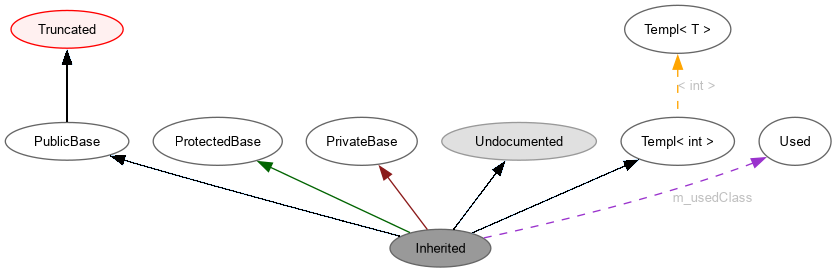 Truncated
Templ< T >
< int >
PublicBase
ProtectedBase
PrivateBase
Undocumented
Templ< int >
Used
m_usedClass
Inherited